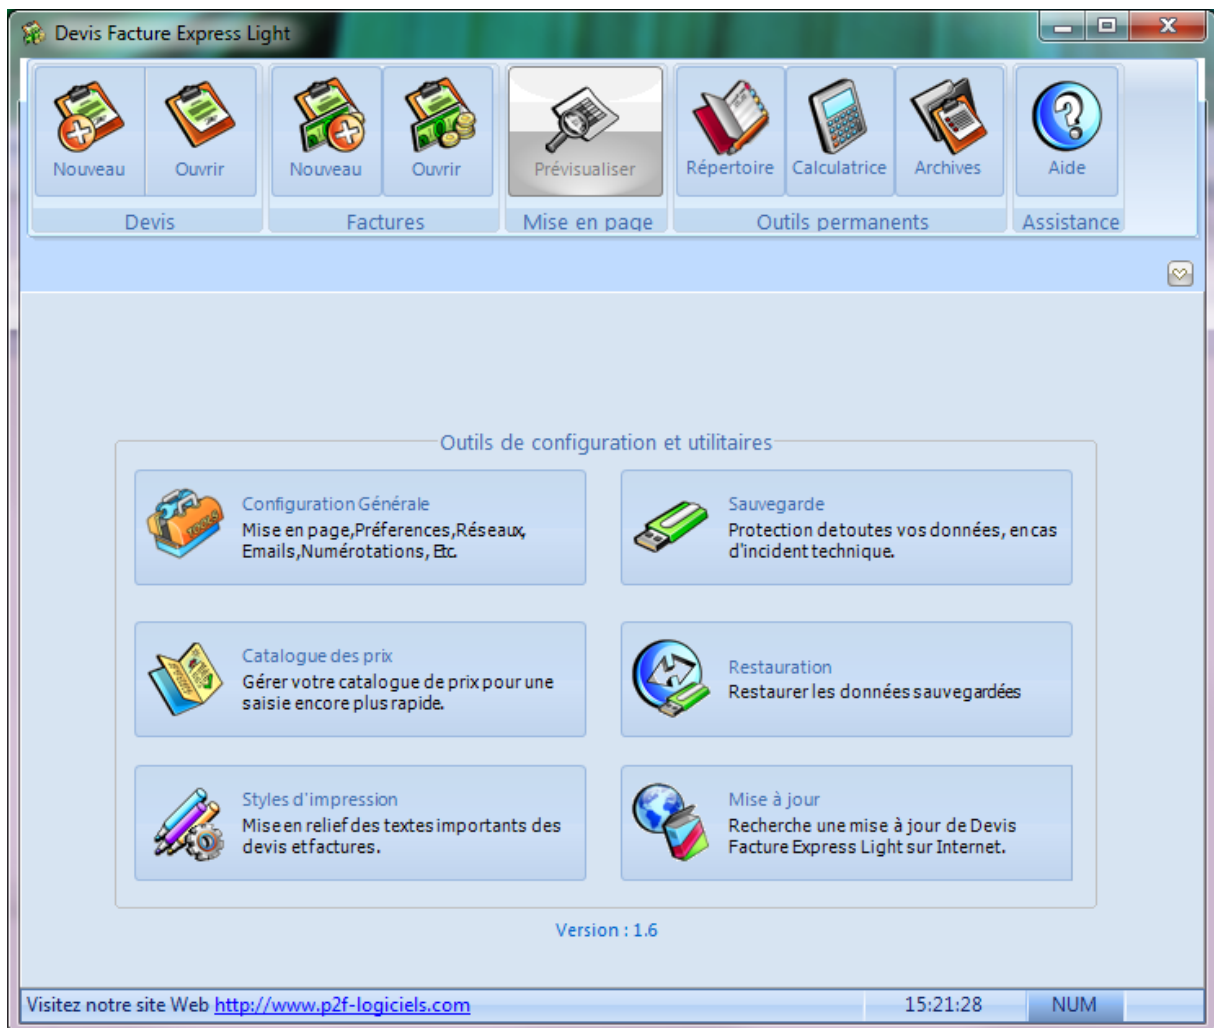 Devis Facture Express Light
Nouveau
Ouvrir
Nouveau
Ouvrir
Prévisualiser
Répertoire
Calculatrice
Archives
Aide
Devis
Factures
Mise en page
Outils permanents
Assistance
Outils de configuration et utilitaires
Configuration Générale
Mise en page,Préferences,Réseaux,
Emails,Numérotations, Etc.
Sauvegarde
Protection de toutes vos données, en cas
d'incident technique.
Catalogue des prix
Gérer votre catalogue de prix pour une
saisie encore plus rapide.
Restauration
Restaurer les données sauvegardées
Styles d'impression
Mise en relief des textes importants des
devis et factures.
Mise à jour
Recherche une mise à jour de Devis
Facture Express Light sur Internet.
Version : 1.6
Visitez notre site Web http://www.p2f-logiciels.com
15:21:28
NUM